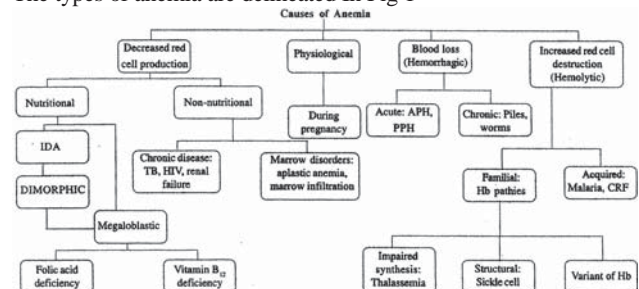 The types of anemia are delineated in Fig 1
Causes of Anemia
Decreased red
cell production
Physiological
Blood loss
(Hemorrhagic)
Increased red cell
destruction
(Hemolytic)
Nutritional
Non-nutritional
During
pregnancy
Acute: APH,
PPH
Chronic: Piles,
worms
IDA
DIMORPHIC
Chronic disease:
TB, HIV, renal
failure
Marrow disorders:
aplastic anemia,
marrow infiltration
Familial:
Hb pathies
Acquired:
Malaria, CRF
Megaloblastic
Folic acid
deficiency
Vitamin B12
deficiency
Impaired
synthesis:
Thalassemia
Structural:
Sickle cell
Variant of Hb